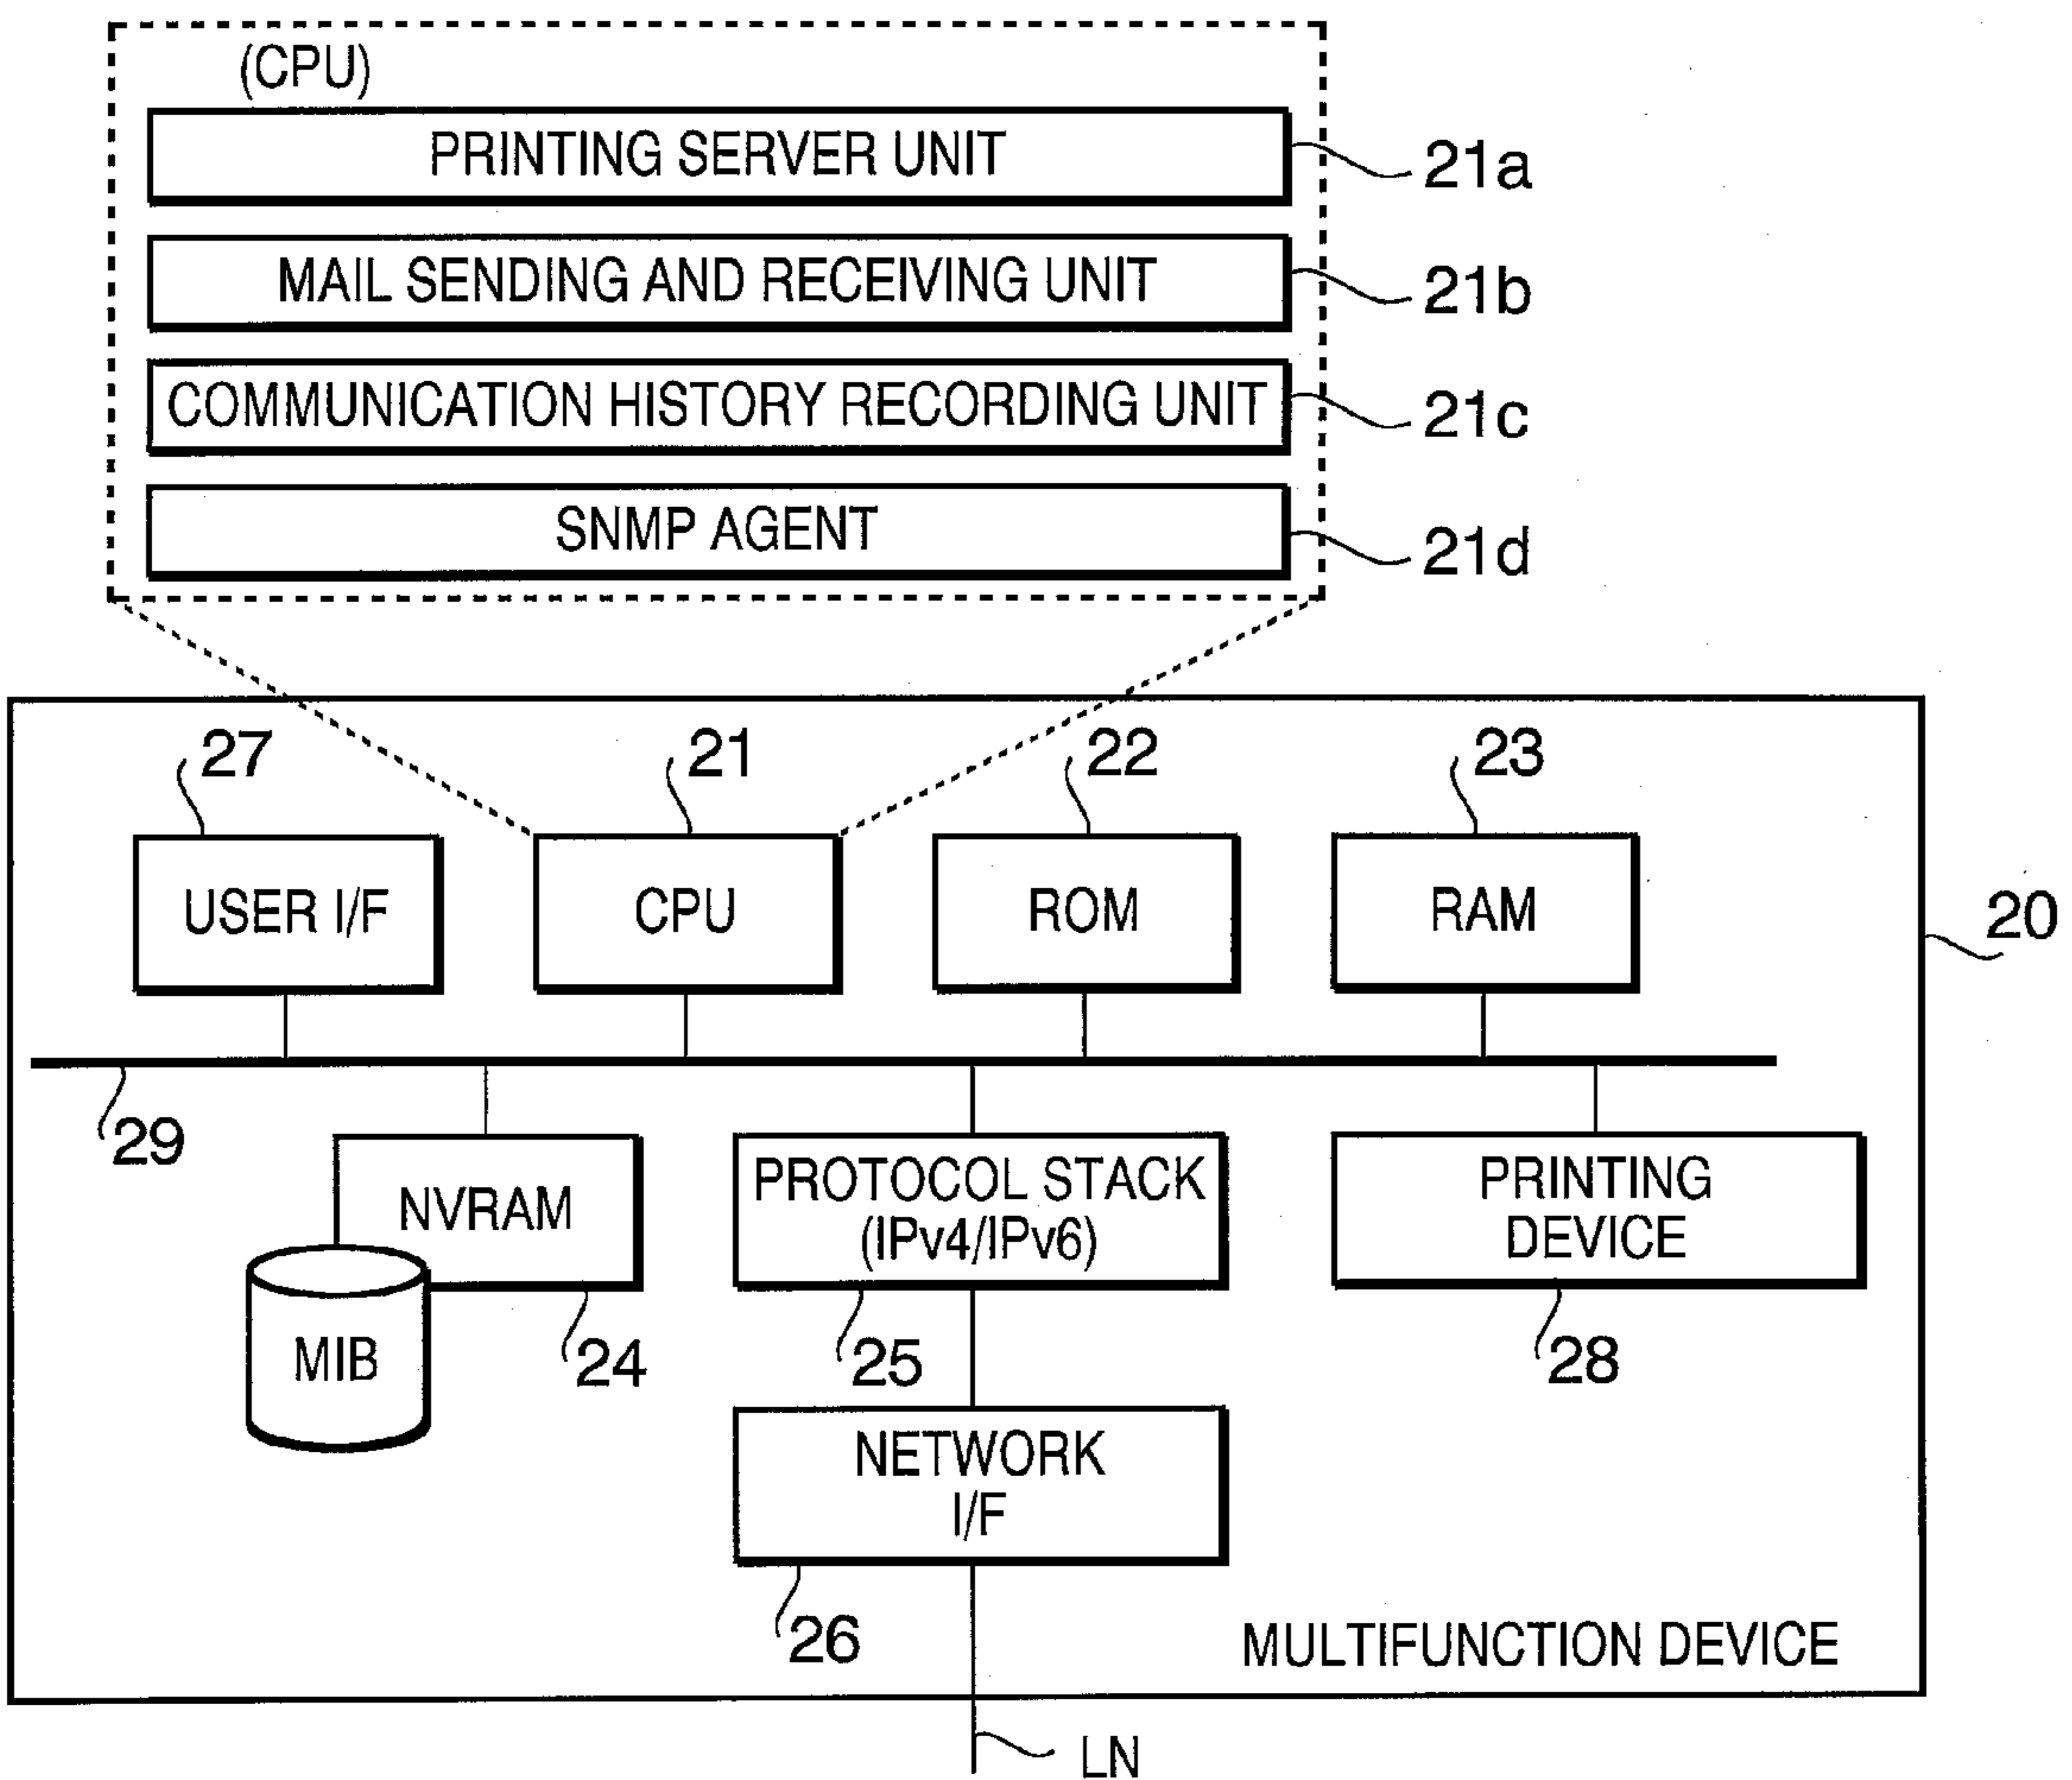 (CPU)
PRINTING SERVER UNIT
21a
MAIL SENDING AND RECEIVING UNIT
21b
COMMUNICATION HISTORY RECORDING UNIT
21c
SNMP AGENT
21d
27
21
22
23
USER I/F
CPU
ROM
RAM
20
29
NVRAM
PROTOCOL STACK
(IPv4/IPv6)
PRINTING
DEVICE
MIB
24
25
28
NETWORK
I/F
26
MULTIFUNCTION DEVICE
LN